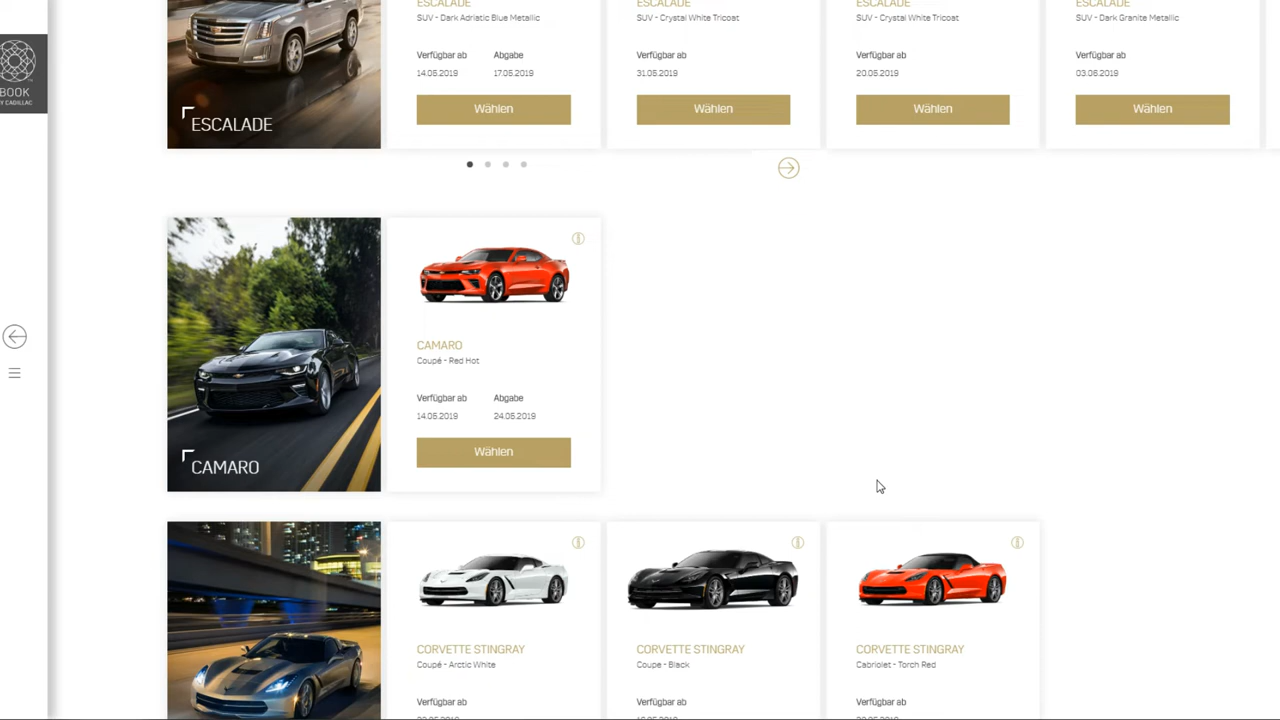 ESCALADE
ESCALADE
ESCALADE
ESCALADE
SUV - Dark Adriatic Blue Metallic
SUV - Crystal White Tricoat
SUV - Crystal White Tricoat
SUV - Dark Granite Metallic
Verfügbar ab
Abgabe
Verfügbar ab
Verfügbar ab
Verfügbar ab
14.05.2019
17.05.2019
31.05.2019
20.05.2019
03.06.2019
BOOK
BY CADILLAC
Wählen
Wählen
Wählen
Wählen
ESCALADE
CAMARO
Coupé - Red Hot
Verfügbar ab
Abgabe
14.05.2019
24.05.2019
Wählen
CAMARO
CORVETTE STINGRAY
CORVETTE STINGRAY
CORVETTE STINGRAY
Coupé - Arctic White
Coupe - Black
Cabriolet - Torch Red
Verfügbar ab
Verfügbar ab
Verfügbar ab